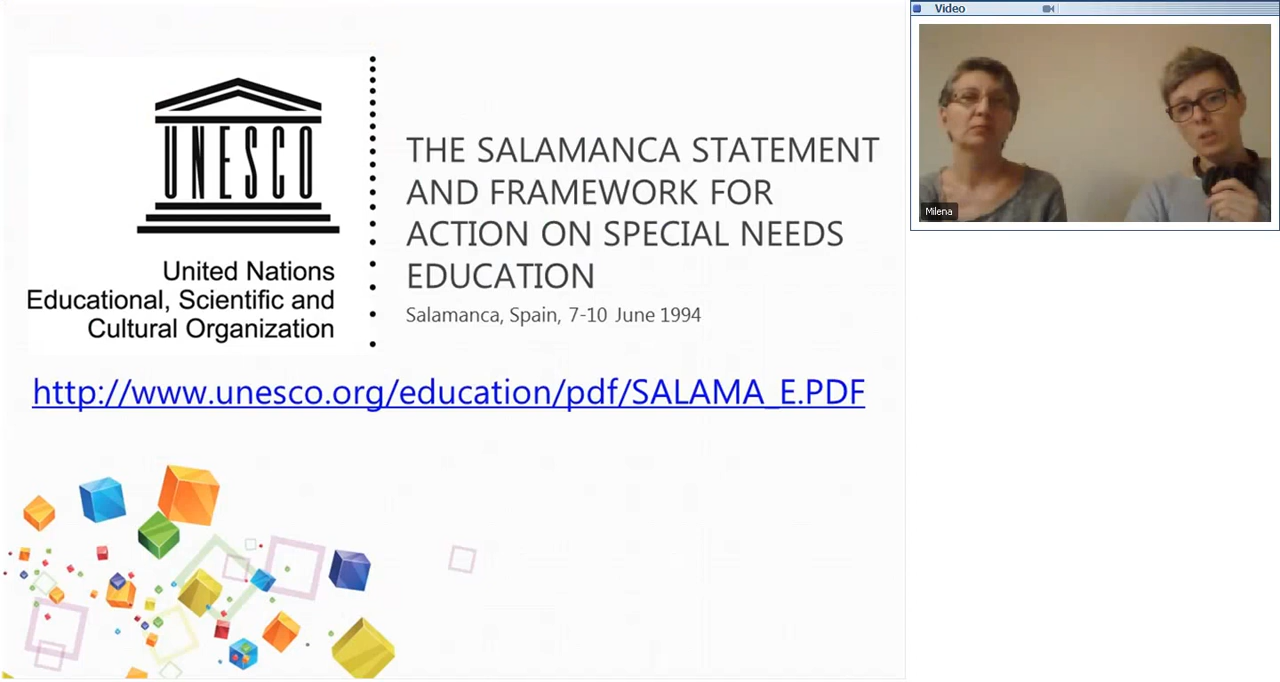 UNESCO
United Nations
Educational, Scientific and
Cultural Organization
THE SALAMANCA STATEMENT
AND FRAMEWORK FOR
ACTION ON SPECIAL NEEDS
EDUCATION
Salamanca, Spain, 7-10 June 1994
http://www.unesco.org/education/pdf/SALAMA_E.PDF
Video
Milena